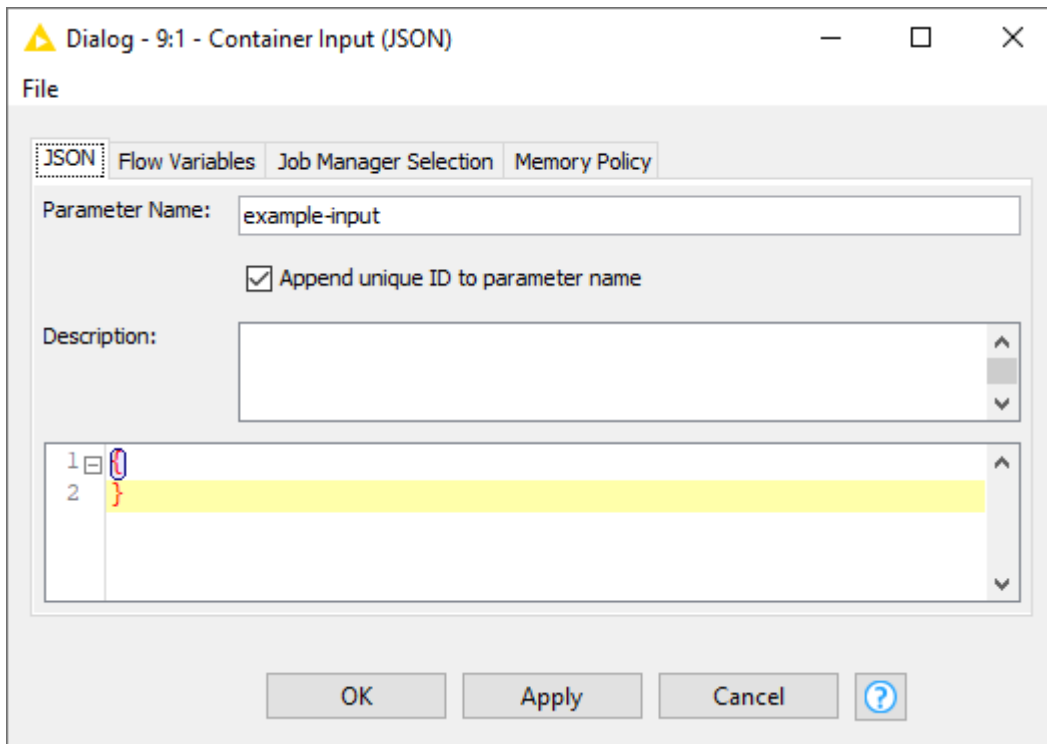 Dialog - 9:1 - Container Input (JSON)
File
JSON Flow Variables Job Manager Selection Memory Policy
Parameter Name: example-input
Append unique ID to parameter name
Description:
1 {
2 }
OK Apply Cancel ?